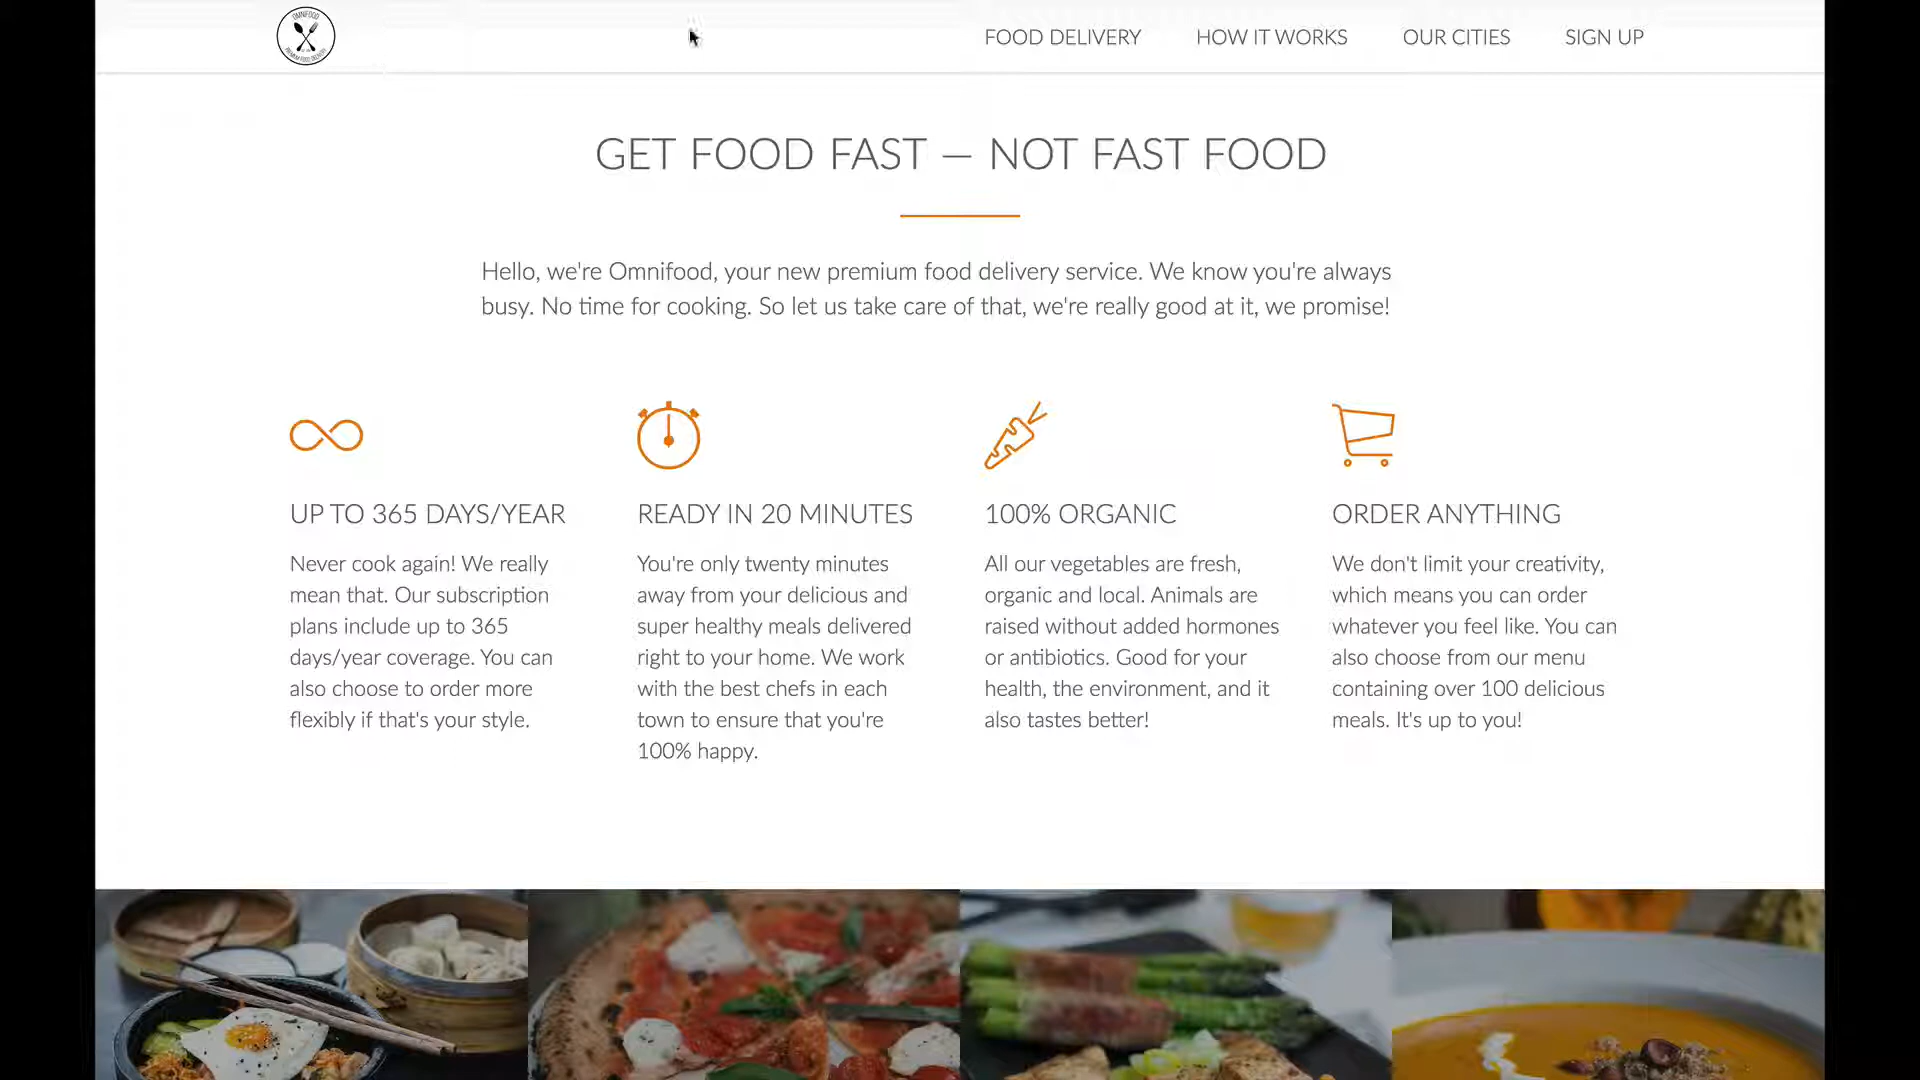 OMNIFOOD
PREMIUM FOOD DELIVERY
FOOD DELIVERY
HOW IT WORKS
OUR CITIES
SIGN UP
GET FOOD FAST — NOT FAST FOOD
Hello, we're Omnifood, your new premium food delivery service. We know you're always
busy. No time for cooking. So let us take care of that, we're really good at it, we promise!
UP TO 365 DAYS/YEAR
Never cook again! We really
mean that. Our subscription
plans include up to 365
days/year coverage. You can
also choose to order more
flexibly if that's your style.
READY IN 20 MINUTES
You're only twenty minutes
away from your delicious and
super healthy meals delivered
right to your home. We work
with the best chefs in each
town to ensure that you're
100% happy.
100% ORGANIC
All our vegetables are fresh,
organic and local. Animals are
raised without added hormones
or antibiotics. Good for your
health, the environment, and it
also tastes better!
ORDER ANYTHING
We don't limit your creativity,
which means you can order
whatever you feel like. You can
also choose from our menu
containing over 100 delicious
meals. It's up to you!